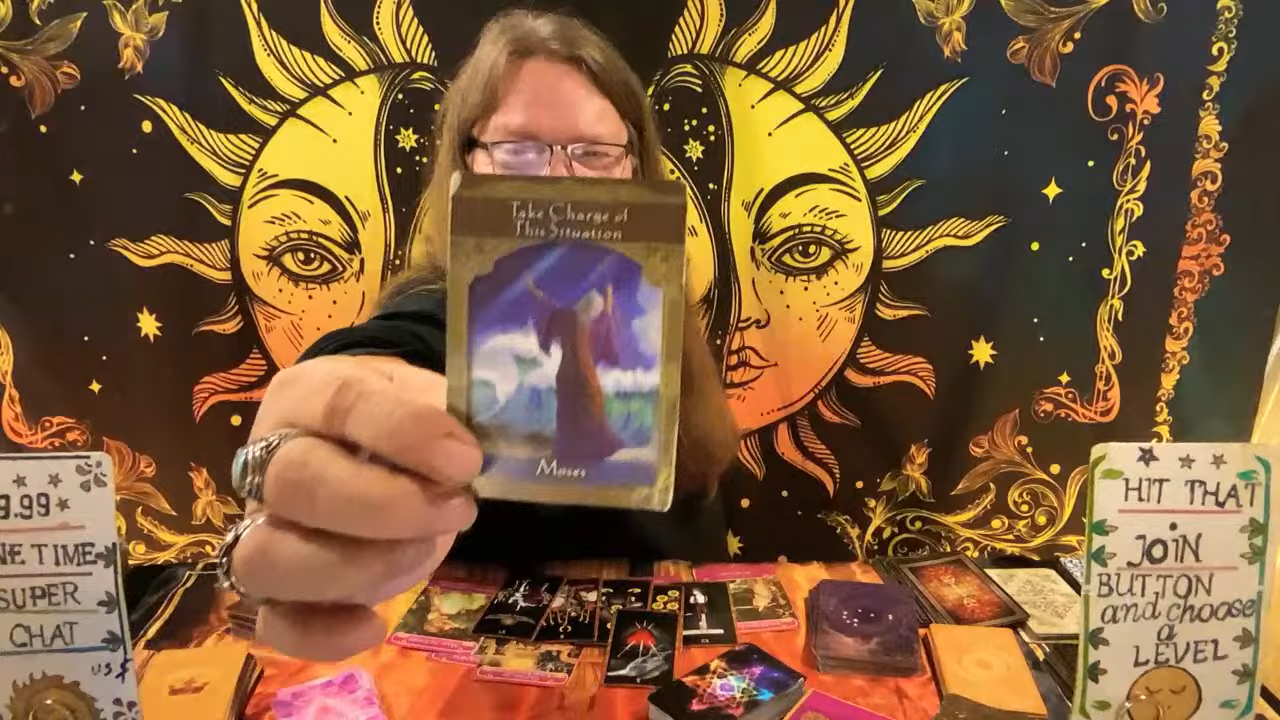 Take Charge of
This Situation
Moses
9.99
NE TIME
SUPER
CHAT
US$
HIT THAT
JOIN
BUTTON
and choose
a
LEVEL